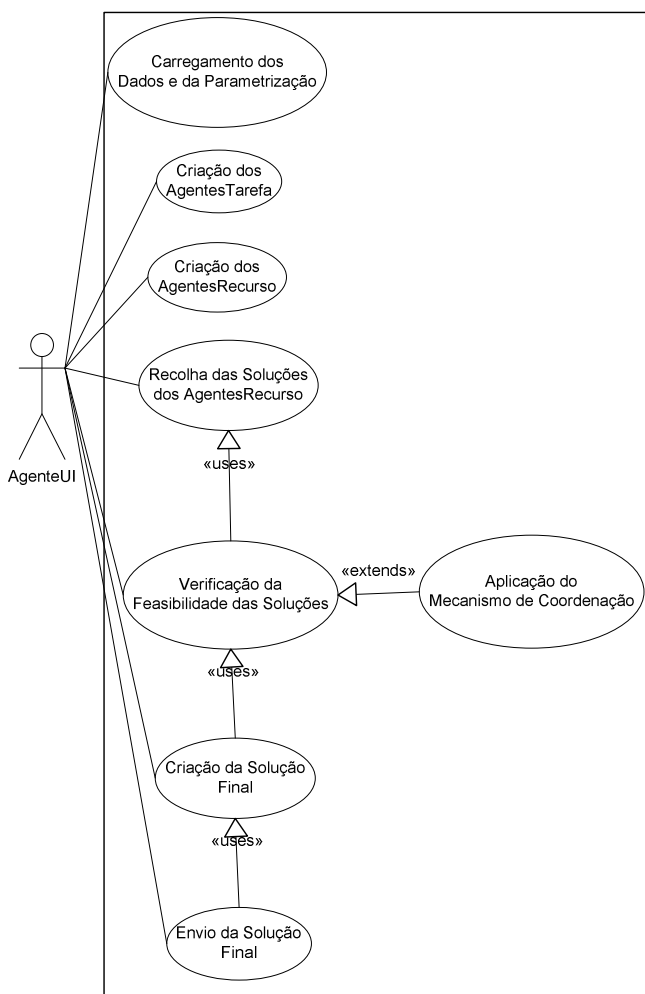 Carregamento dos
Dados e da Parametrização
Criação dos
AgentesTarefa
Criação dos
AgentesRecurso
Recolha das Soluções
dos AgentesRecurso
AgenteUI
«uses»
Verificação da
Feasibilidade das Soluções
«extends»
Aplicação do
Mecanismo de Coordenação
«uses»
Criação da Solução
Final
«uses»
Envio da Solução
Final